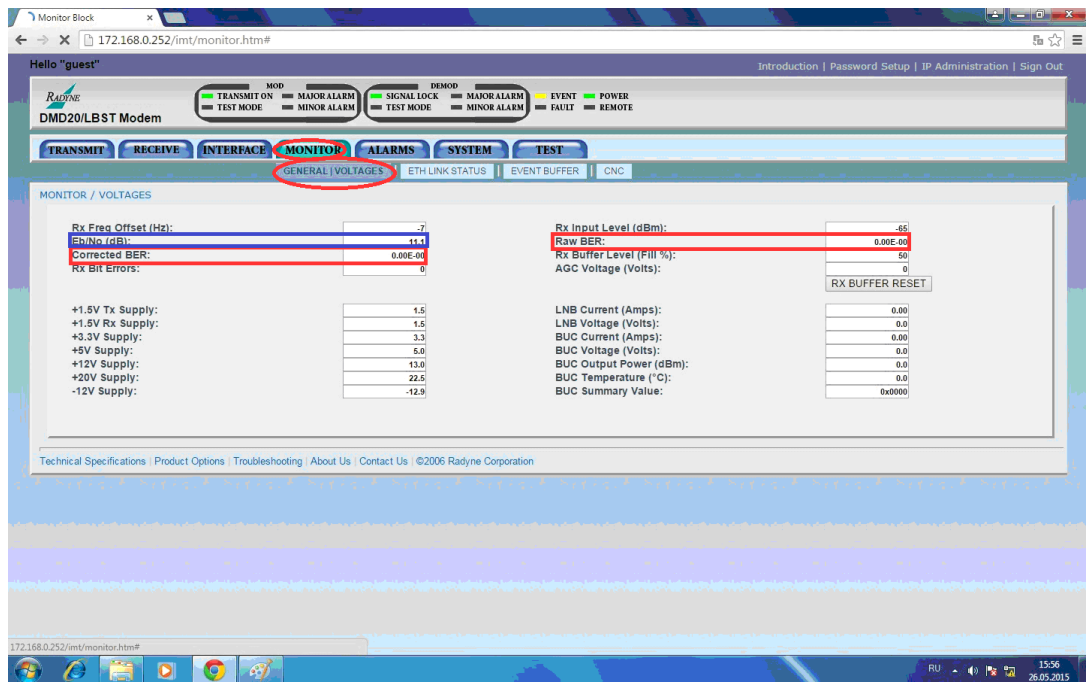 Monitor Block
172.168.0.252/imt/monitor.htm#
Hello "guest"
Introduction | Password Setup | IP Administration | Sign Out
RADYNE
DMD20/LBST Modem
MOD
TRANSMIT ON MAJOR ALARM
TEST MODE MINOR ALARM
DEMOD
SIGNAL LOCK MAJOR ALARM
TEST MODE MINOR ALARM
EVENT POWER
FAULT REMOTE
TRANSMIT RECEIVE INTERFACE MONITOR ALARMS SYSTEM TEST
GENERAL | VOLTAGES | ETH LINK STATUS | EVENT BUFFER | CNC
MONITOR / VOLTAGES
Rx Freq Offset (Hz): -7
Eb/No (dB): 11.1
Corrected BER: 0.00E-00
Rx Bit Errors: 0
Rx Input Level (dBm): -65
Raw BER: 0.00E-00
Rx Buffer Level (Fill %): 50
AGC Voltage (Volts): 0
RX BUFFER RESET
+1.5V Tx Supply: 1.5
+1.5V Rx Supply: 1.5
+3.3V Supply: 3.3
+5V Supply: 5.0
+12V Supply: 13.0
+20V Supply: 22.5
-12V Supply: -12.9
LNB Current (Amps): 0.00
LNB Voltage (Volts): 0.0
BUC Current (Amps): 0.00
BUC Voltage (Volts): 0.0
BUC Output Power (dBm): 0.0
BUC Temperature (°C): 0.0
BUC Summary Value: 0x0000
Technical Specifications | Product Options | Troubleshooting | About Us | Contact Us | ©2006 Radyne Corporation
172.168.0.252/imt/monitor.htm#
RU
15:56
26.05.2015